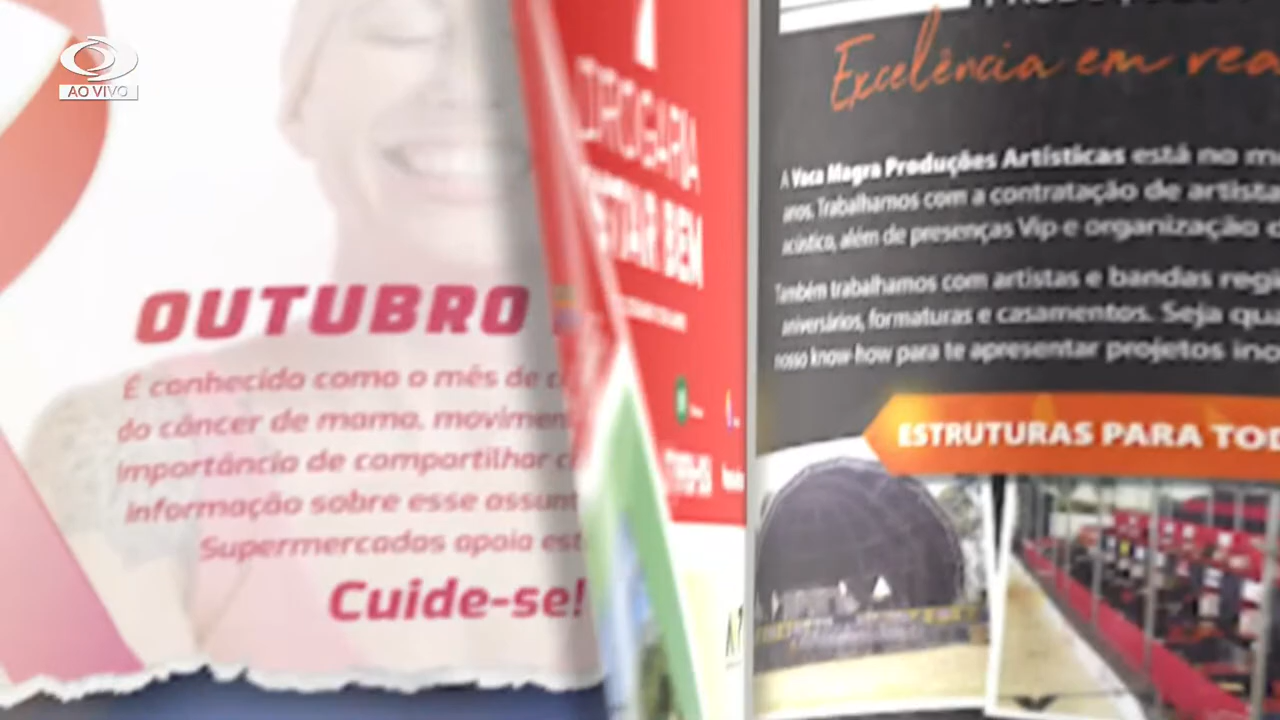 AO VIVO
OUTUBRO
É conhecido como o mês de
do câncer de mama, movimen
importância de compartilhar
informação sobre esse assunt
Supermercados apoia est
Cuide-se!
DROGARIA
ESTAR BEM
Excelência em rea
A Vaca Magra Produções Artísticas está no m
anos. Trabalhamos com a contratação de artista
acústico, além de presenças Vip e organização
Também trabalhamos com artistas e bandas regi
aniversários, formaturas e casamentos. Seja qua
nosso know-how para te apresentar projetos ino
ESTRUTURAS PARA TOD